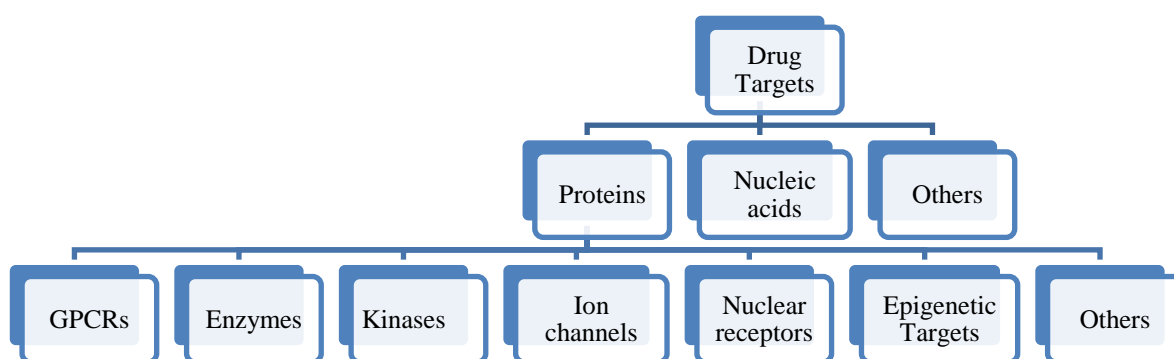 Drug
Targets
Proteins
Nucleic
acids
Others
GPCRs
Enzymes
Kinases
Ion
channels
Nuclear
receptors
Epigenetic
Targets
Others